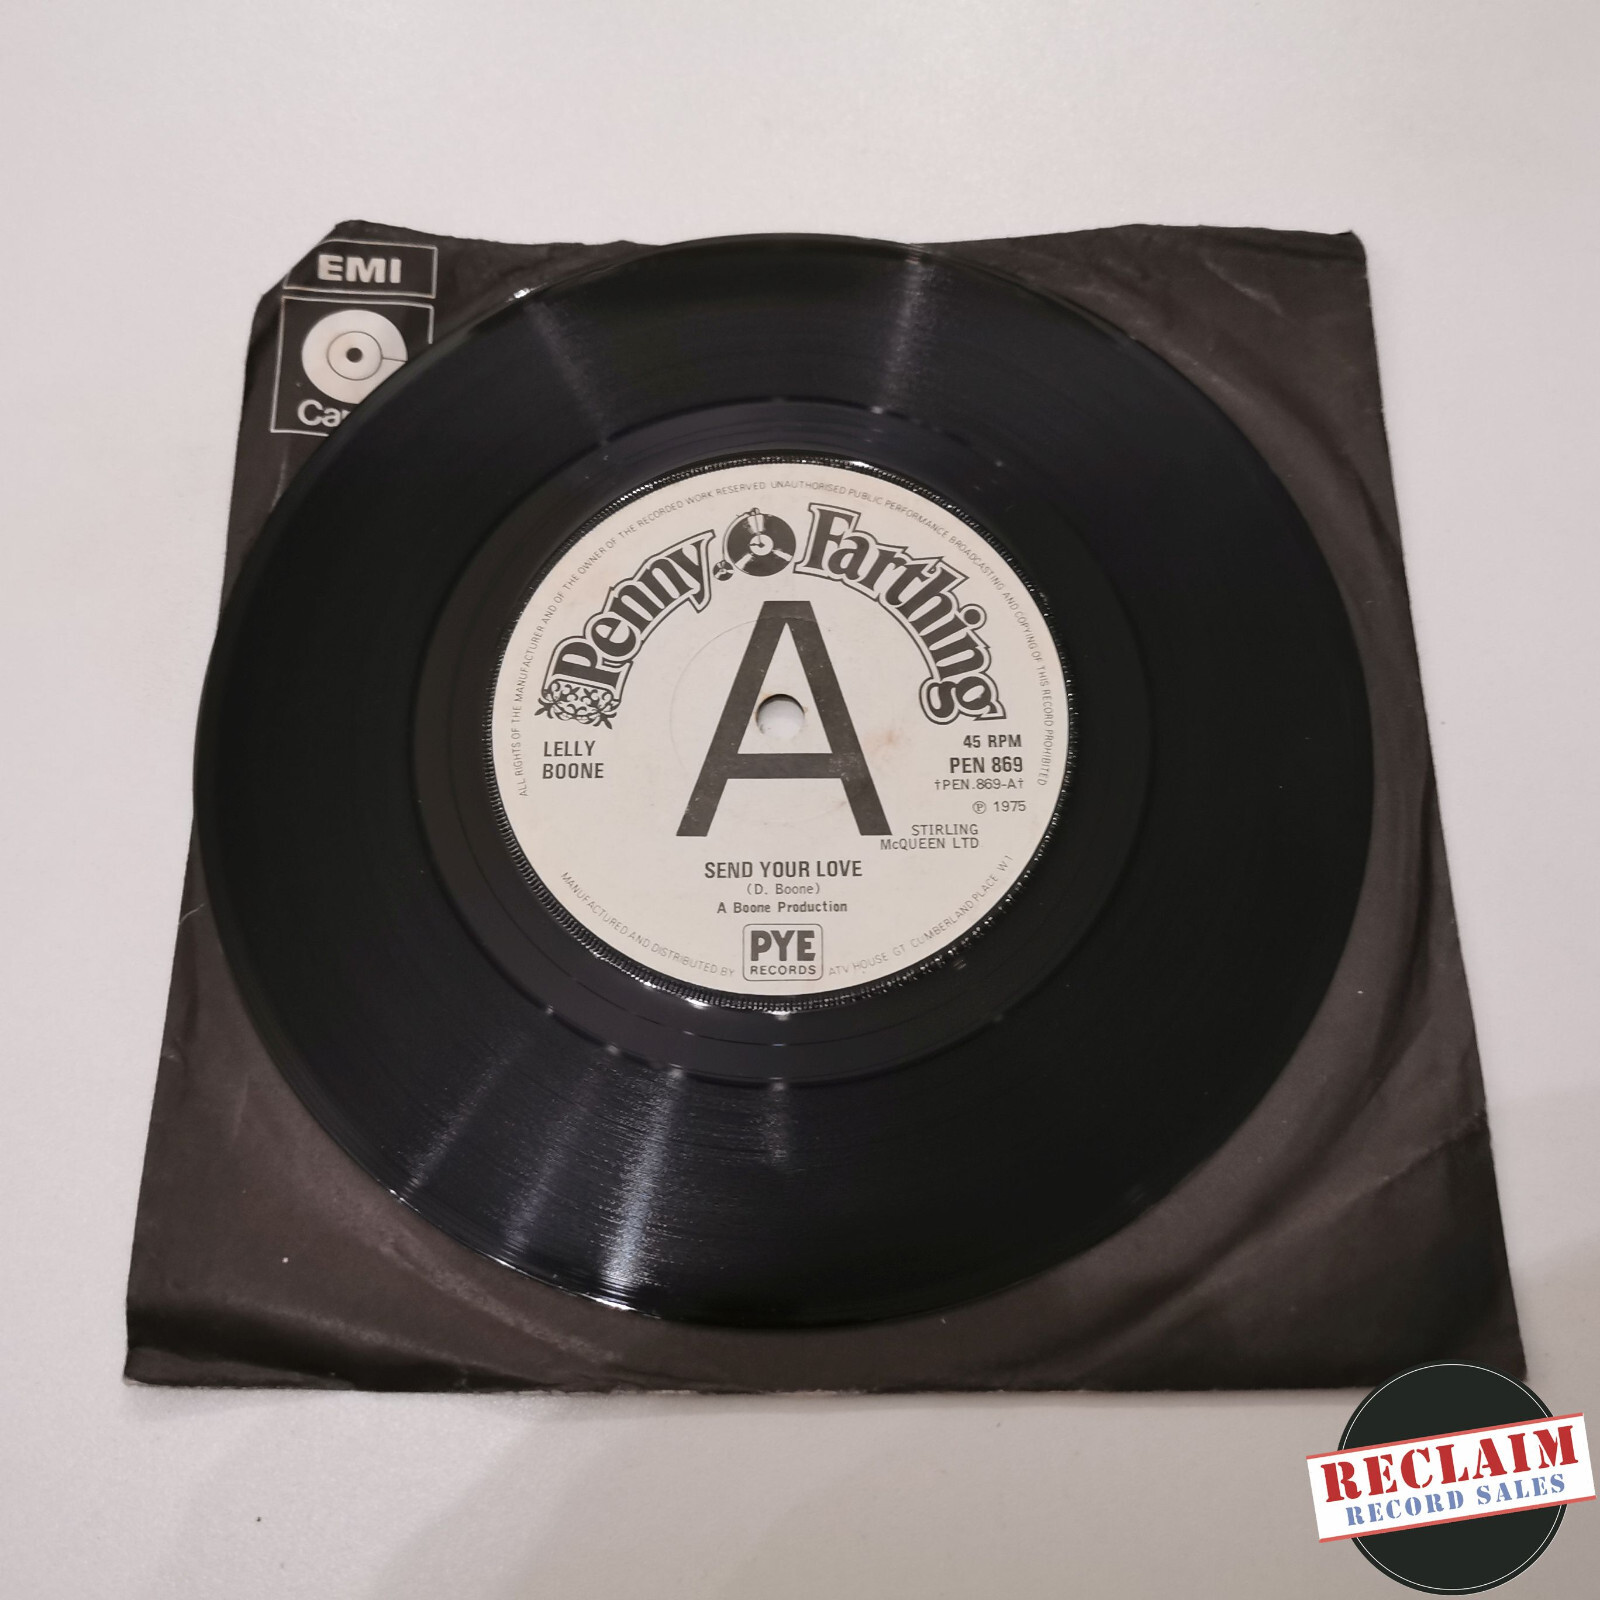 EMI
ALL RIGHTS OF THE MANUFACTURER AND OF THE OWNER OF THE RECORDED WORK RESERVED. UNAUTHORISED PUBLIC PERFORMANCE BROADCASTING AND COPYING OF THIS RECORD PROHIBITED
Penny Farthing
A
LELLY
BOONE
45 RPM
PEN 869
†PEN.869-A†
℗ 1975
STIRLING
McQUEEN LTD
SEND YOUR LOVE
(D. Boone)
A Boone Production
MANUFACTURED AND DISTRIBUTED BY
PYE
RECORDS
ATV HOUSE GT CUMBERLAND PLACE W1
RECLAIM
RECORD SALES